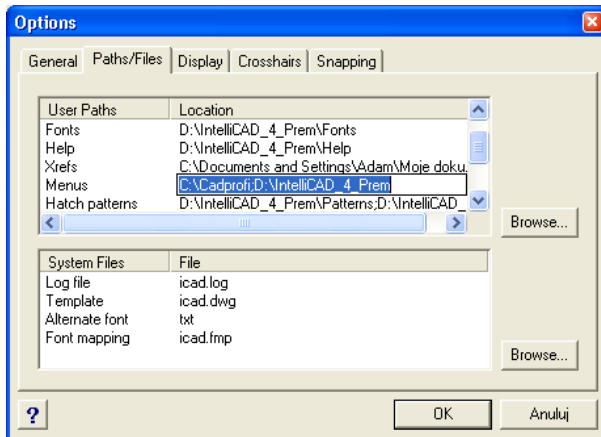 Options
General Paths/Files Display Crosshairs Snapping
User Paths Location
Fonts D:\IntelliCAD_4_Prem\Fonts
Help D:\IntelliCAD_4_Prem\Help
Xrefs C:\Documents and Settings\Adam\Moje doku
Menus C:\Cadprofi;D:\IntelliCAD_4_Prem
Hatch patterns D:\IntelliCAD_4_Prem\Patterns;D:\IntelliCAD_
Browse...
System Files File
Log file icad.log
Template icad.dwg
Alternate font txt
Font mapping icad.fmp
Browse...
? OK Anuluj